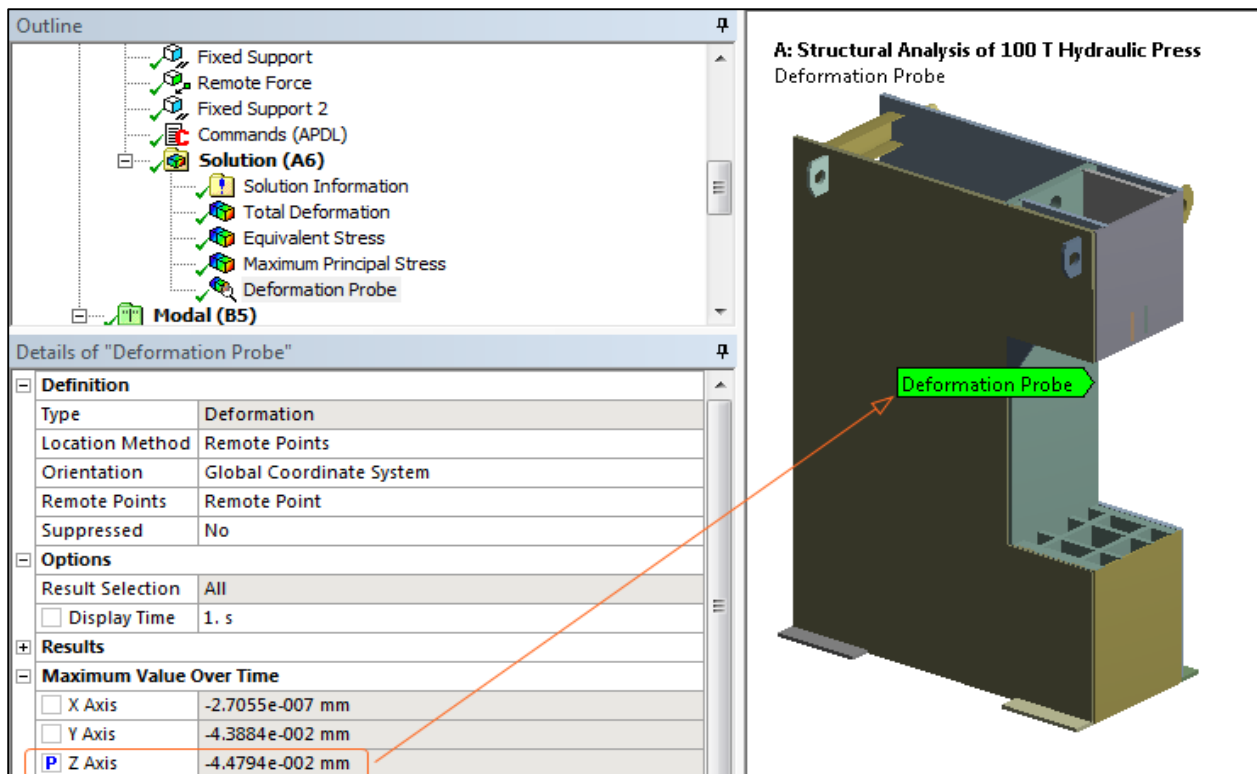 Outline
Fixed Support
Remote Force
Fixed Support 2
Commands (APDL)
Solution (A6)
Solution Information
Total Deformation
Equivalent Stress
Maximum Principal Stress
Deformation Probe
Modal (B5)
Details of "Deformation Probe"
Definition
Type Deformation
Location Method Remote Points
Orientation Global Coordinate System
Remote Points Remote Point
Suppressed No
Options
Result Selection All
Display Time 1. s
Results
Maximum Value Over Time
X Axis -2.7055e-007 mm
Y Axis -4.3884e-002 mm
P Z Axis -4.4794e-002 mm
A: Structural Analysis of 100 T Hydraulic Press
Deformation Probe
Deformation Probe